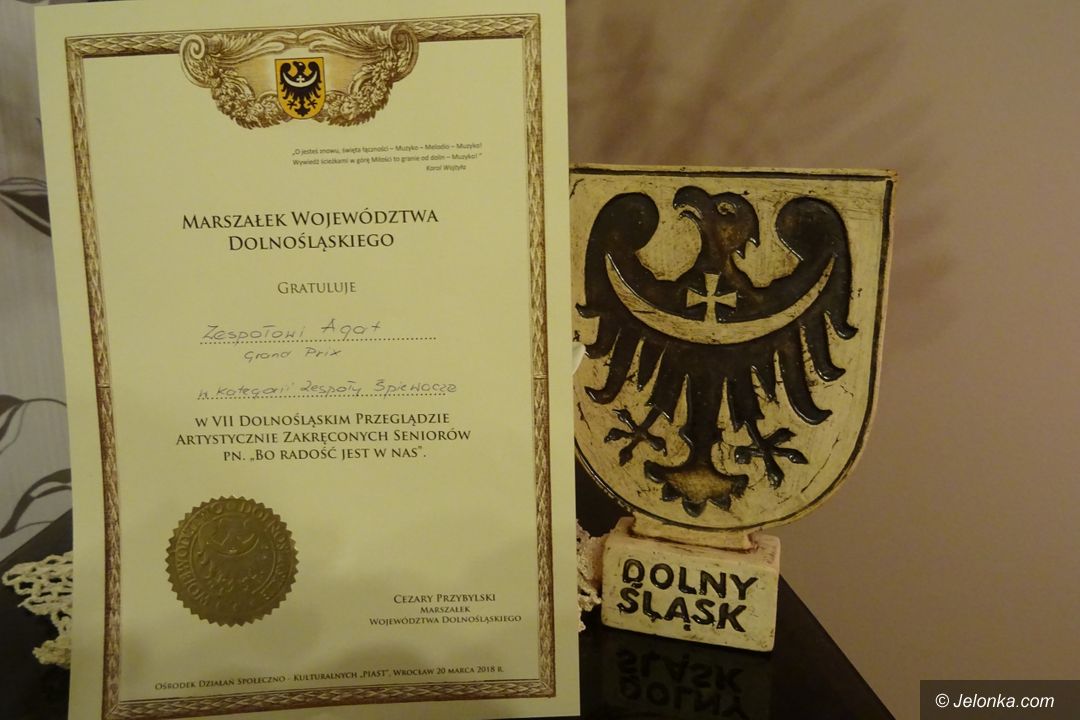 „O jesteś znowu, święta łączności – Muzyko – Melodio – Muzyko!
Wywiedź ścieżkami w górę Miłości to granie od dolin – Muzyko! ”
Karol Wojtyła
MARSZAŁEK WOJEWÓDZTWA
DOLNOŚLĄSKIEGO
GRATULUJE
Zespołowi Agat
Grand Prix
w kategorii Zespoły Śpiewacze
W VII DOLNOŚLĄSKIM PRZEGLĄDZIE
ARTYSTYCZNIE ZAKRĘCONYCH SENIORÓW
PN. „BO RADOŚĆ JEST W NAS”.
CEZARY PRZYBYLSKI
MARSZAŁEK
WOJEWÓDZTWA DOLNOŚLĄSKIEGO
OŚRODEK DZIAŁAŃ SPOŁECZNO - KULTURALNYCH „PIAST”, WROCŁAW 20 MARCA 2018 R.
DOLNY
ŚLĄSK
© Jelonka.com